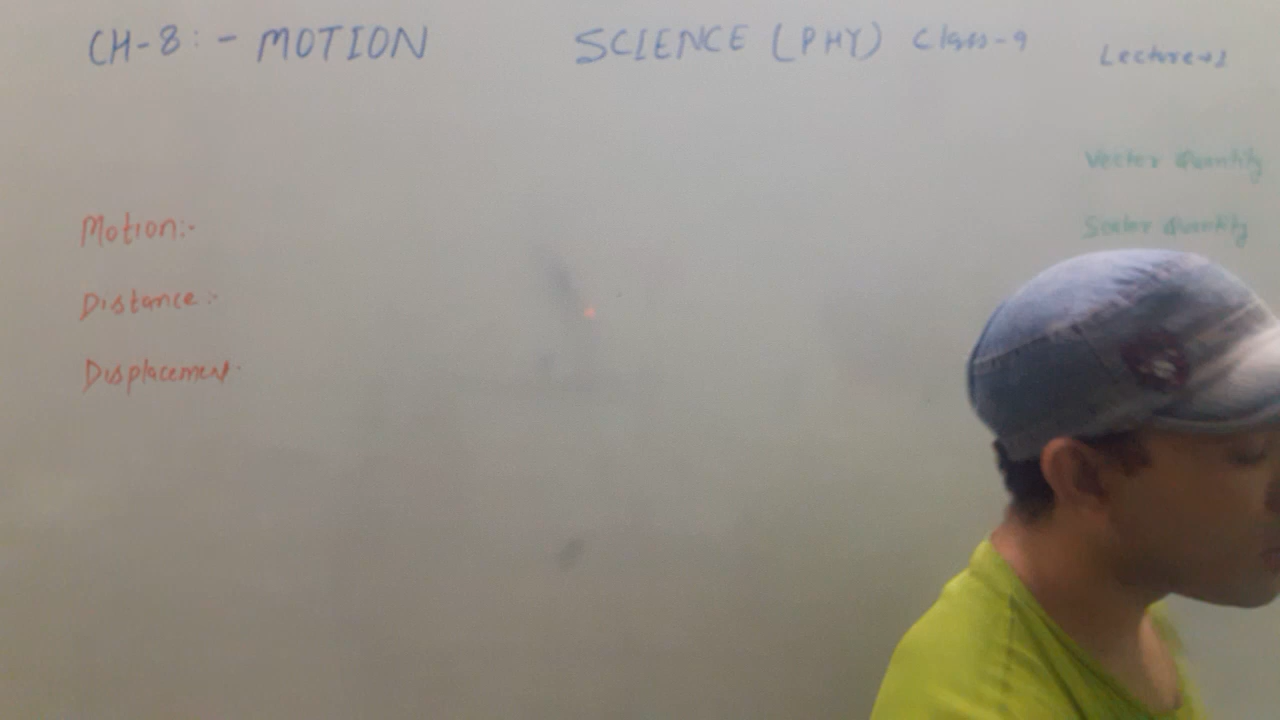 CH-8:- MOTION SCIENCE (PHY) Class-9 Lecture-1
Vector Quantity
Motion:-
Scalar Quantity
Distance:-
Displacement-